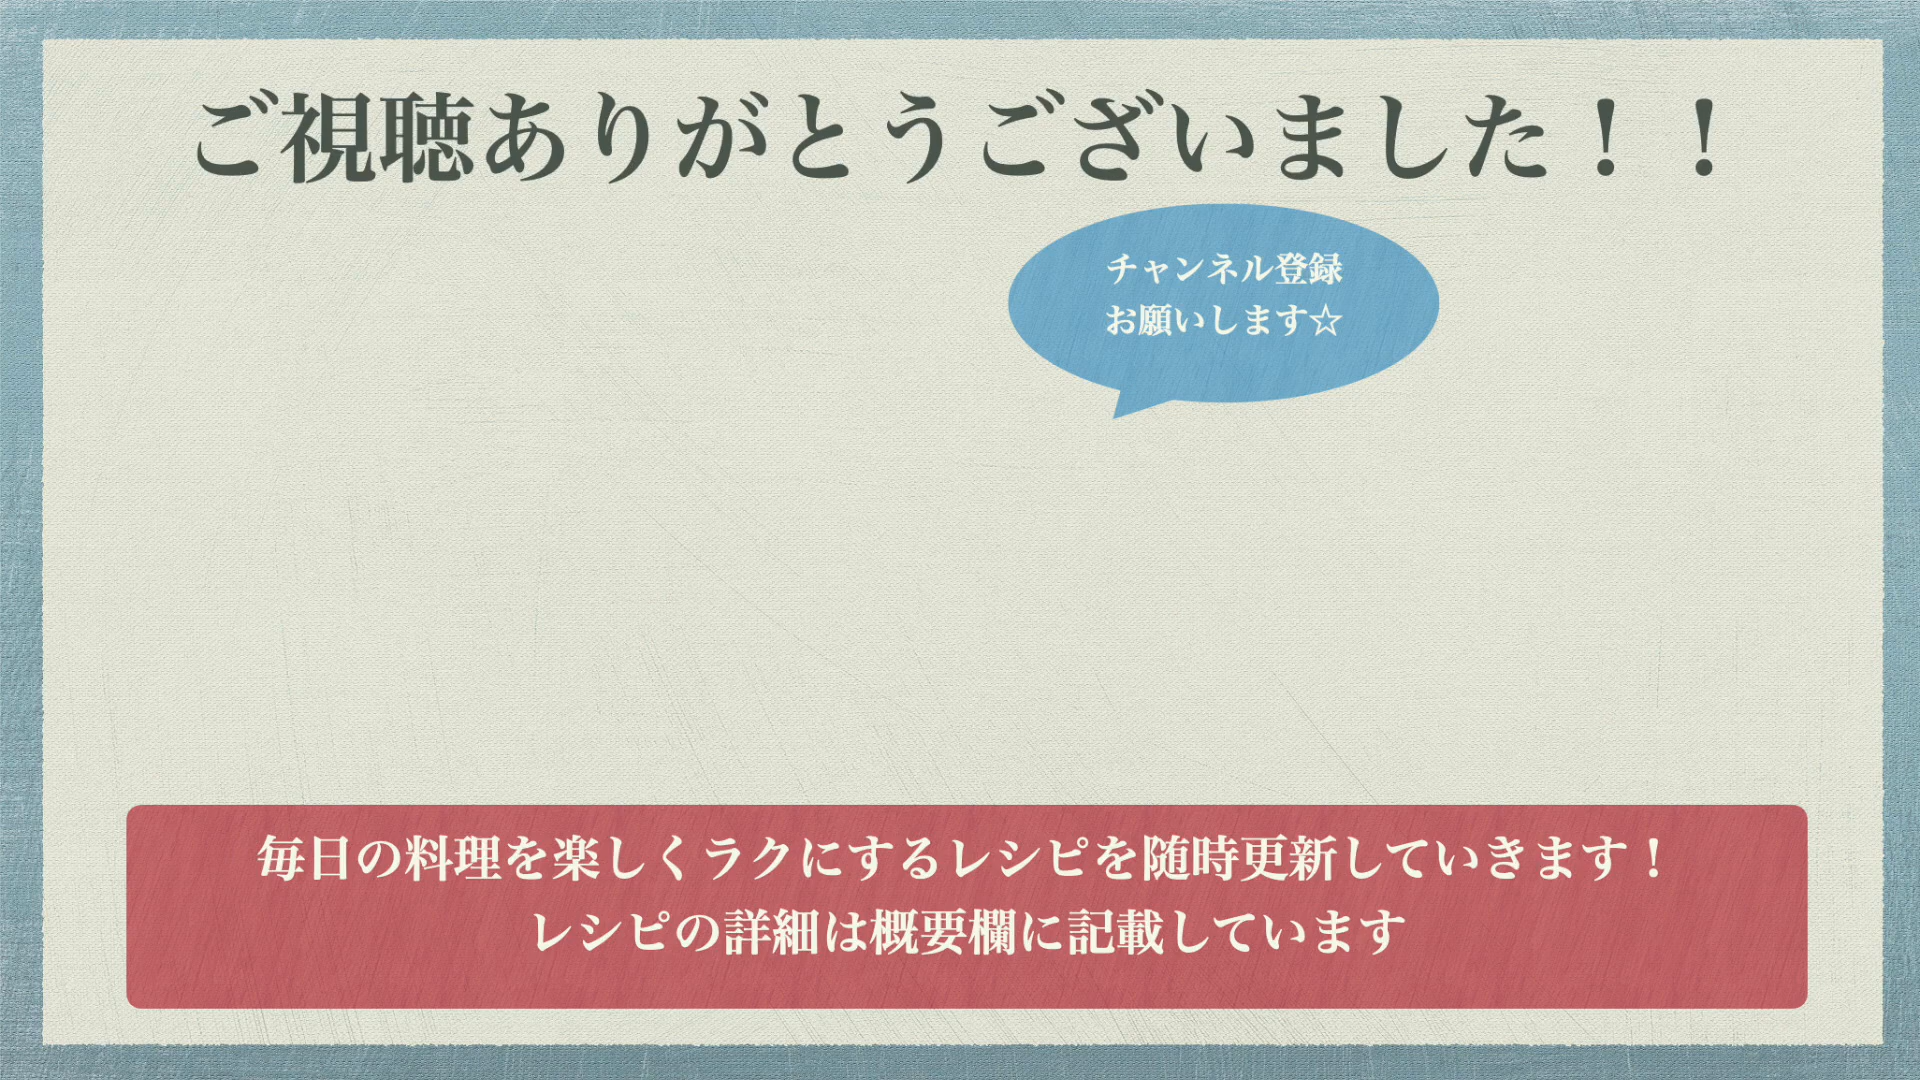 ご視聴ありがとうございました！！
チャンネル登録
お願いします☆
毎日の料理を楽しくラクにするレシピを随時更新していきます！
レシピの詳細は概要欄に記載しています